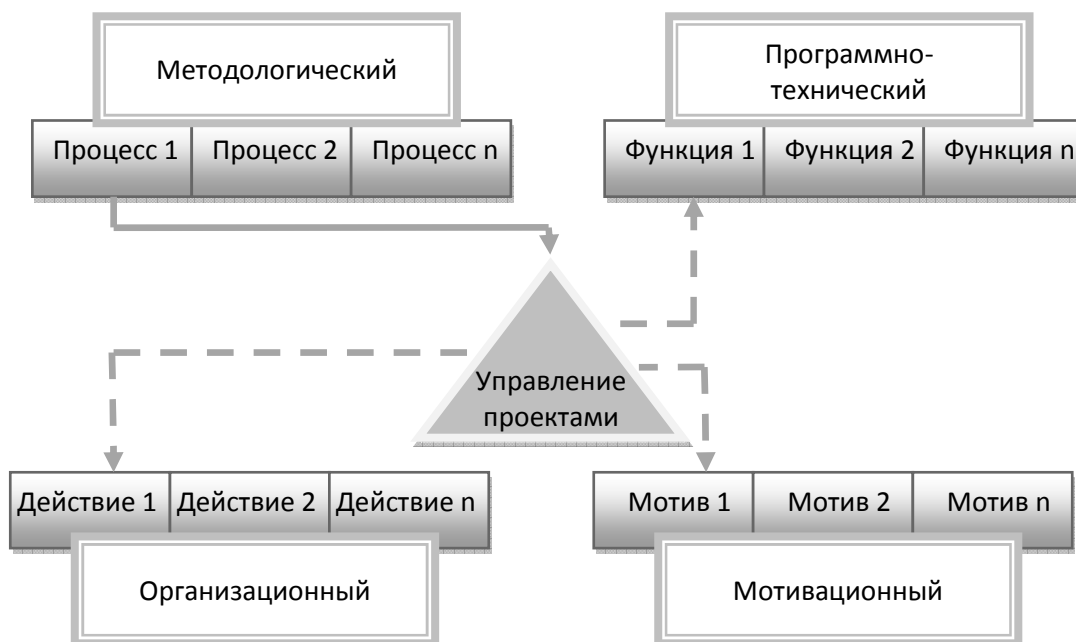 Методологический
Программно-
технический
Процесс 1 Процесс 2 Процесс n
Функция 1 Функция 2 Функция n
Управление
проектами
Действие 1 Действие 2 Действие n
Мотив 1 Мотив 2 Мотив n
Организационный
Мотивационный